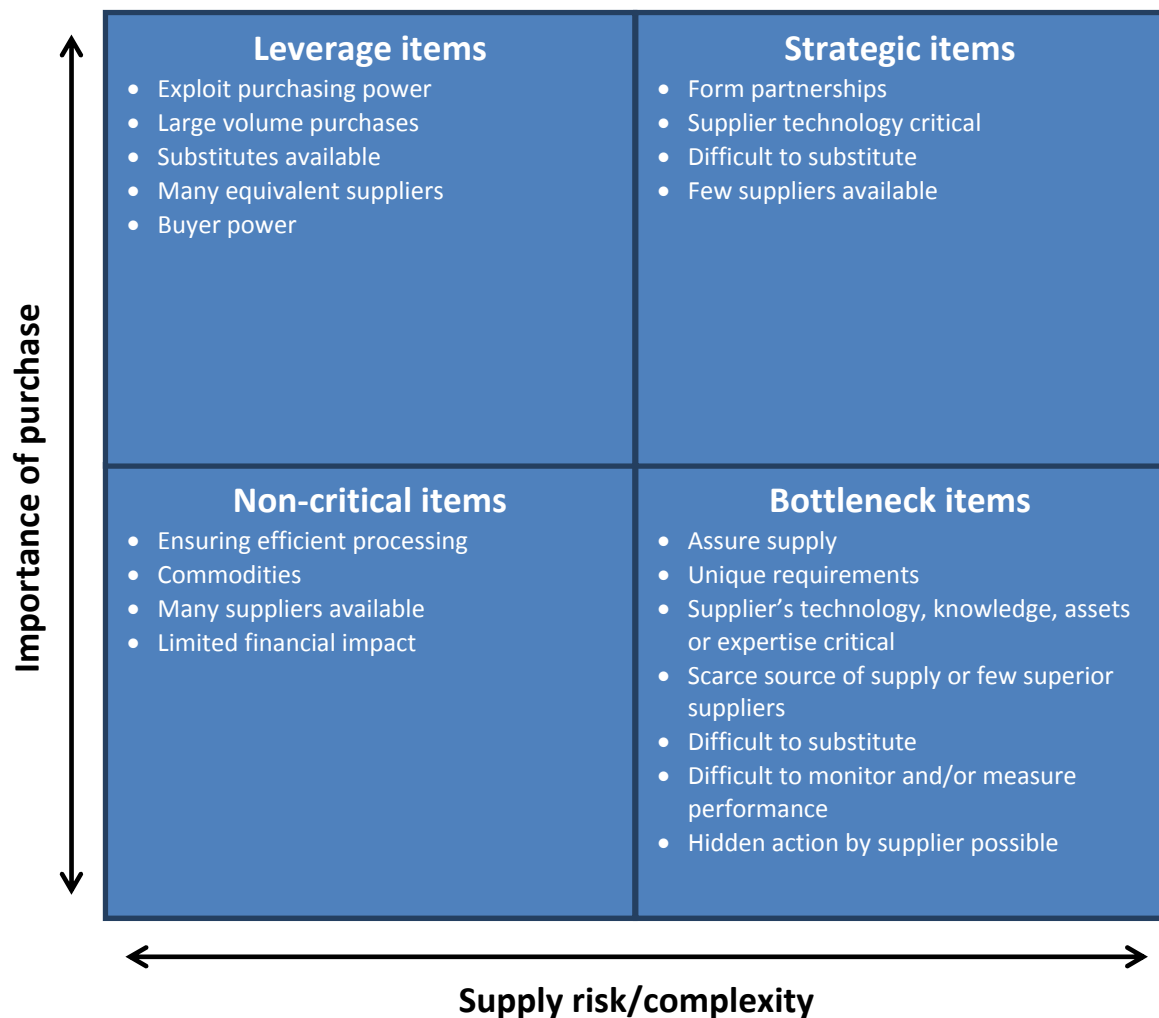 Importance of purchase
Leverage items
• Exploit purchasing power
• Large volume purchases
• Substitutes available
• Many equivalent suppliers
• Buyer power
Strategic items
• Form partnerships
• Supplier technology critical
• Difficult to substitute
• Few suppliers available
Non-critical items
• Ensuring efficient processing
• Commodities
• Many suppliers available
• Limited financial impact
Bottleneck items
• Assure supply
• Unique requirements
• Supplier’s technology, knowledge, assets
or expertise critical
• Scarce source of supply or few superior
suppliers
• Difficult to substitute
• Difficult to monitor and/or measure
performance
• Hidden action by supplier possible
Supply risk/complexity